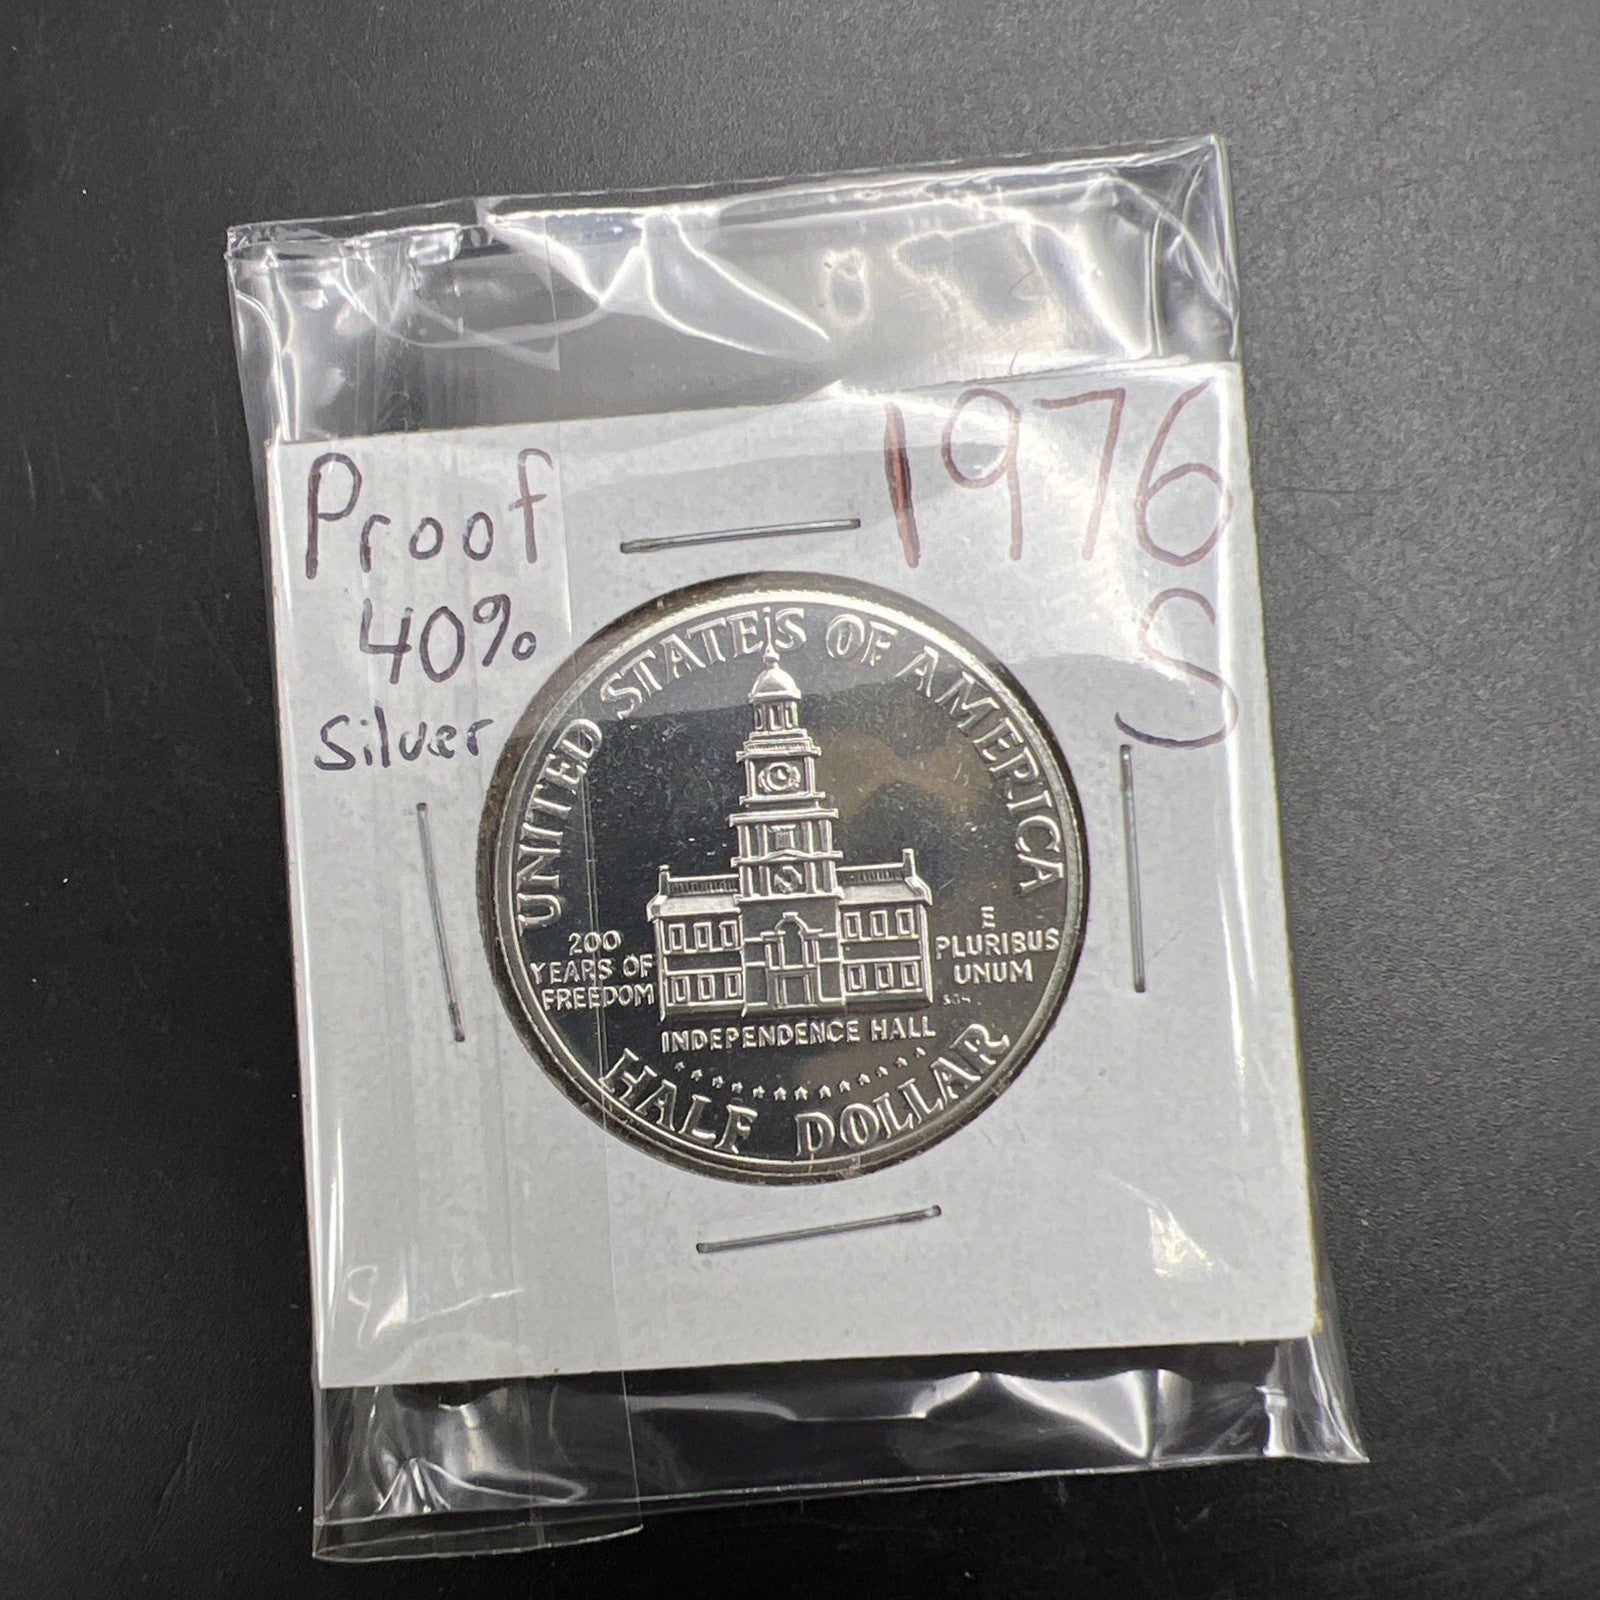 1976
S
Proof
40%
Silver
UNITED STATES OF AMERICA
200
YEARS OF
FREEDOM
E
PLURIBUS
UNUM
INDEPENDENCE HALL
HALF DOLLAR